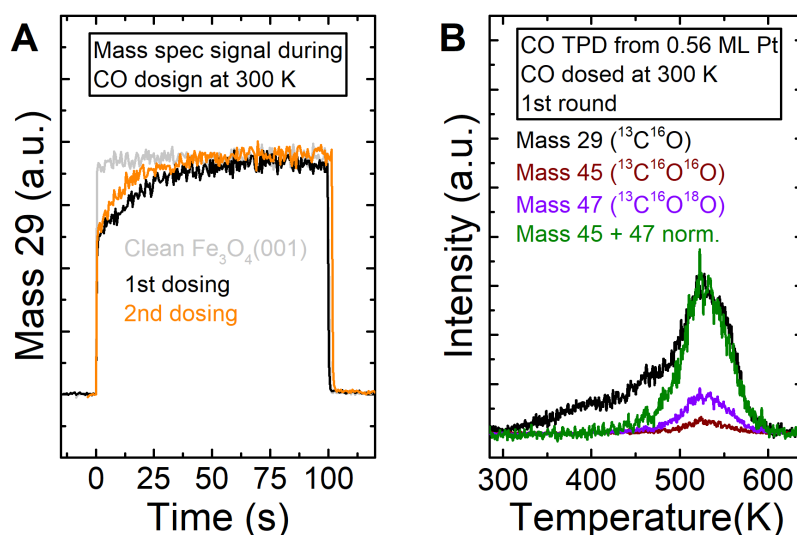 A
Mass spec signal during
CO dosign at 300 K
Clean Fe₃O₄(001)
1st dosing
2nd dosing
Mass 29 (a.u.)
0 25 50 75 100
Time (s)
B
CO TPD from 0.56 ML Pt
CO dosed at 300 K
1st round
Mass 29 (¹³C¹⁶O)
Mass 45 (¹³C¹⁶O¹⁶O)
Mass 47 (¹³C¹⁶O¹⁸O)
Mass 45 + 47 norm.
Intensity (a.u.)
300 400 500 600
Temperature(K)